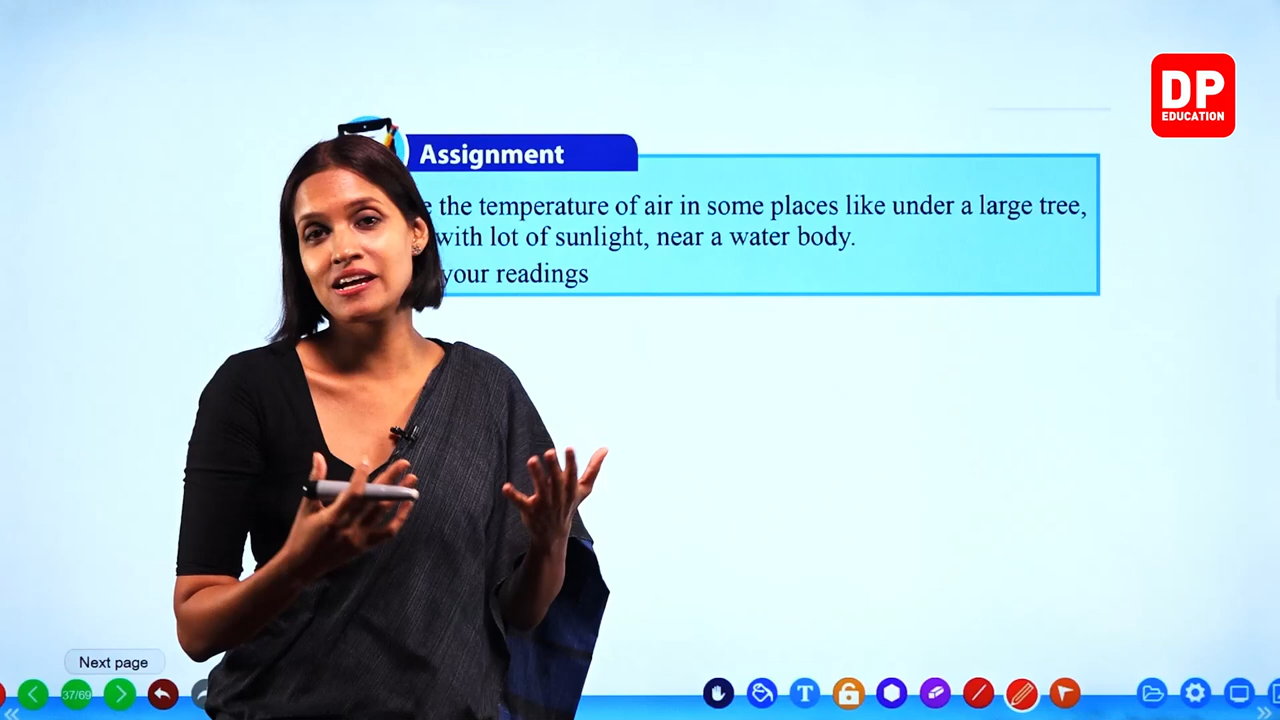 DP
EDUCATION
Assignment
the temperature of air in some places like under a large tree,
with lot of sunlight, near a water body.
your readings
Next page
37/69
T